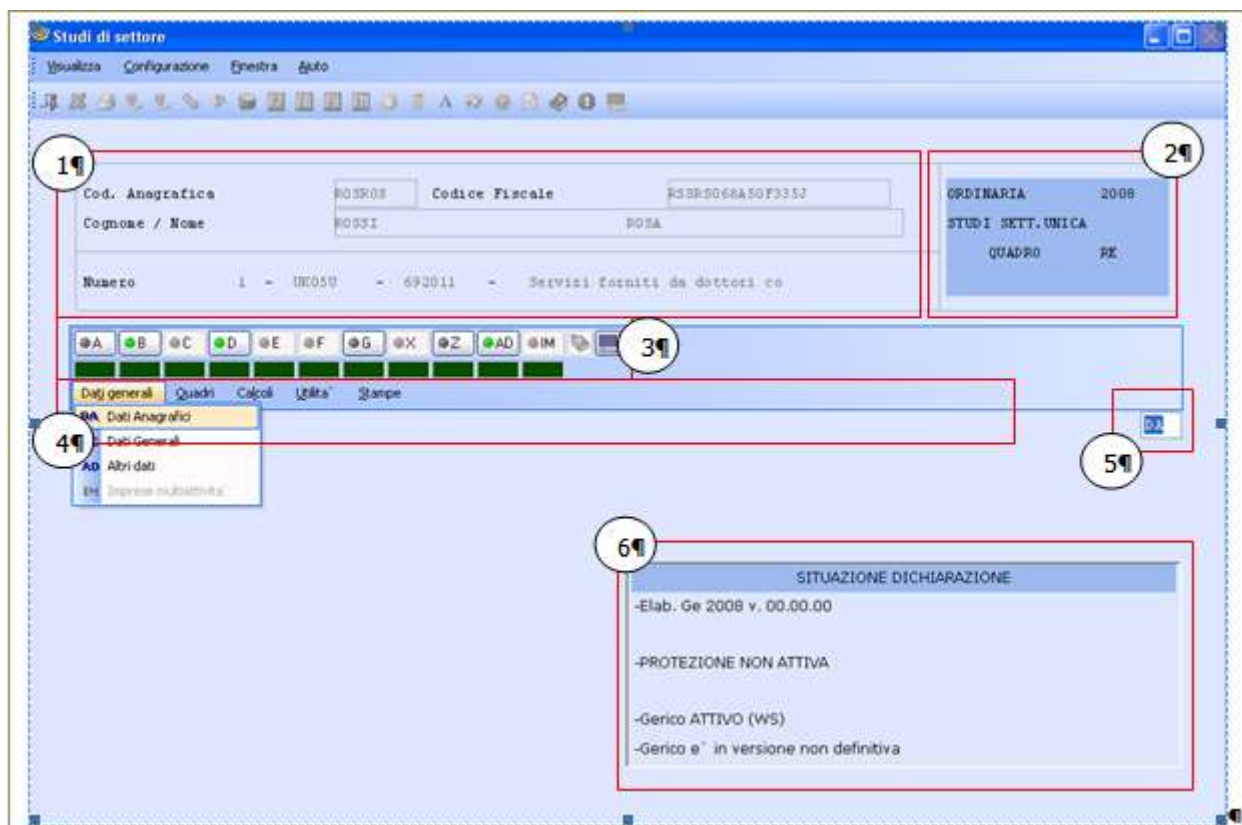 Studi di settore
Visualizza Configurazione Finestra Aiuto
1¶
2¶
Cod. Anagrafica ROSROS Codice Fiscale
Cognome / Nome ROSSI ROSA
Numero 1 - UK05U - 692011 - Servizi forniti da dottori co
ORDINARIA 2008
STUDI SETT.UNICA
QUADRO RE
A B C D E F G X Z AD IM
3¶
Dati generali Quadri Calcoli Utilita` Stampe
DA Dati Anagrafici
Dati Generali
AD Altri dati
IM Imprese multiattivita`
4¶
DA
5¶
6¶
SITUAZIONE DICHIARAZIONE
-Elab. Ge 2008 v. 00.00.00
-PROTEZIONE NON ATTIVA
-Gerico ATTIVO (WS)
-Gerico e` in versione non definitiva
¶